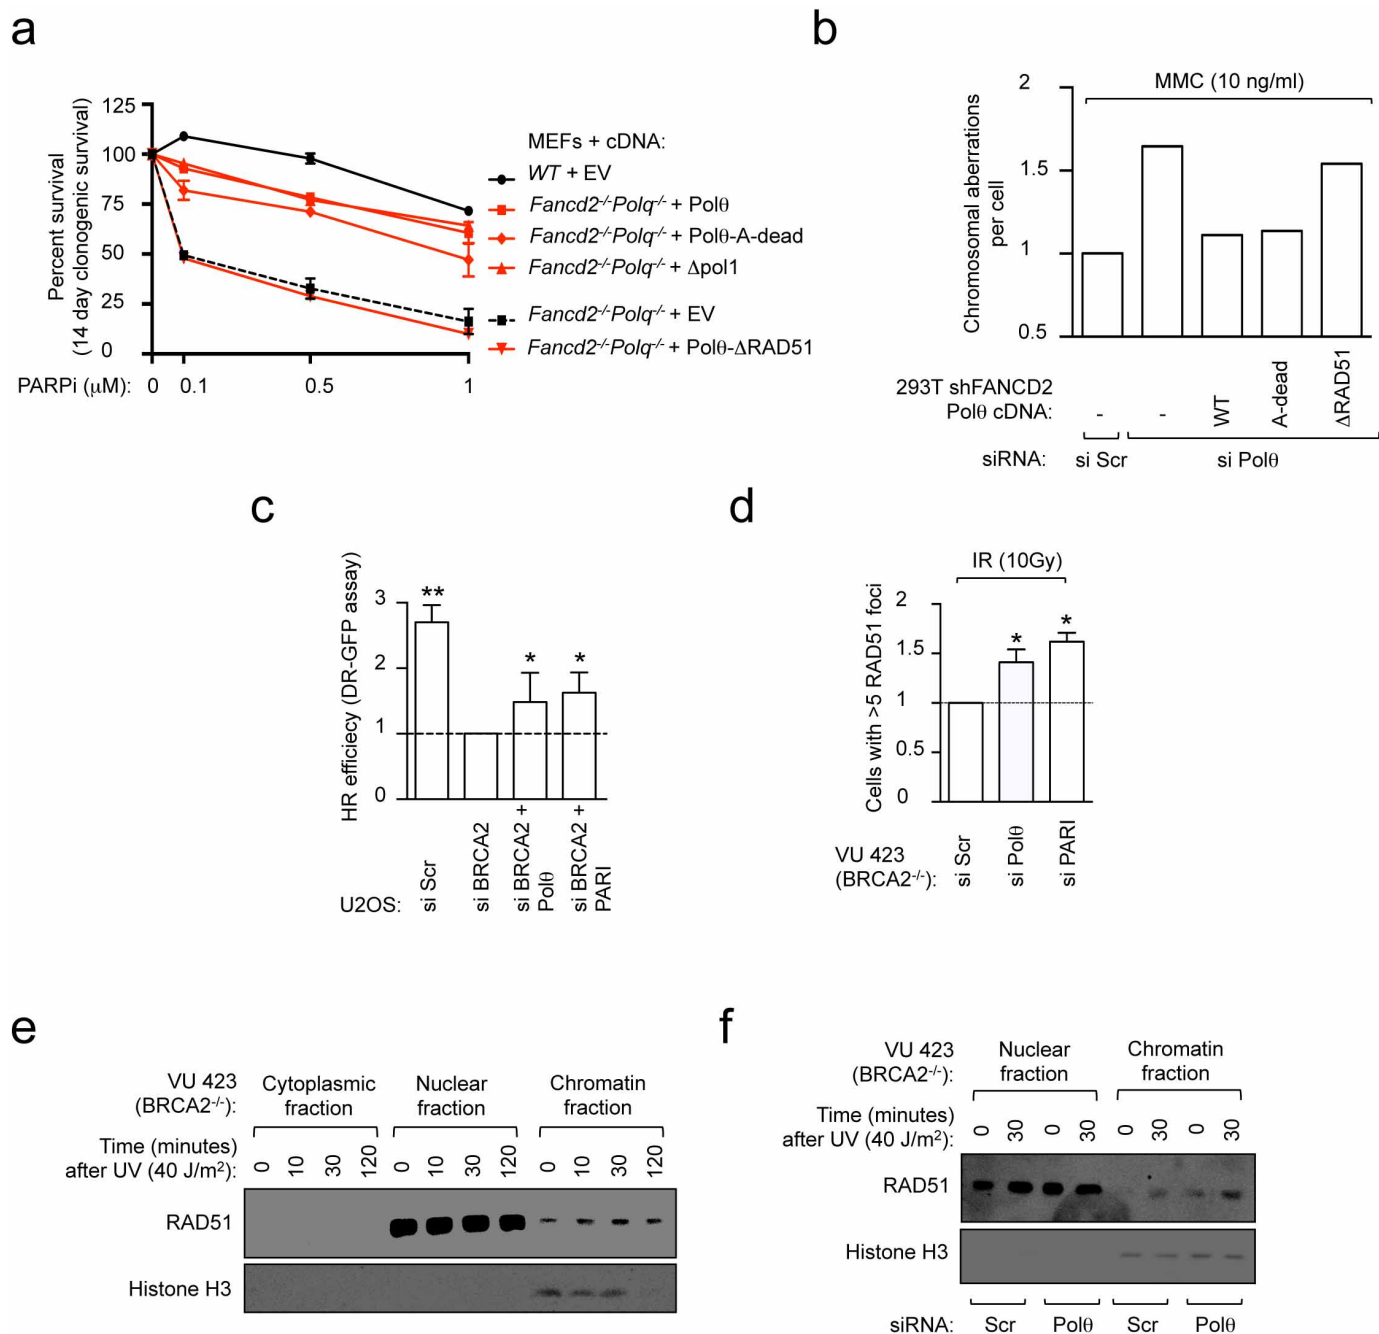 a
Percent survival
(14 day clonogenic survival)
125
100
75
50
25
0
PARPi (μM): 0 0.1 0.5 1
MEFs + cDNA:
WT + EV
Fancd2-/-Polq-/- + Polθ
Fancd2-/-Polq-/- + Polθ-A-dead
Fancd2-/-Polq-/- + Δpol1
Fancd2-/-Polq-/- + EV
Fancd2-/-Polq-/- + Polθ-ΔRAD51
b
MMC (10 ng/ml)
Chromosomal aberrations
per cell
2
1.5
1
0.5
293T shFANCD2
Polθ cDNA: - - WT A-dead ΔRAD51
siRNA: si Scr si Polθ
c
HR efficiecy (DR-GFP assay)
3
2
1
0
** * *
U2OS: si Scr
si BRCA2
si BRCA2 +
Polθ
si BRCA2 +
PARI
d
IR (10Gy)
Cells with >5 RAD51 foci
2
1.5
1
0.5
0
* *
VU 423
(BRCA2-/-): si Scr si Polθ si PARI
e
VU 423
(BRCA2-/-):
Cytoplasmic
fraction
Nuclear
fraction
Chromatin
fraction
Time (minutes)
after UV (40 J/m²): 0 10 30 120 0 10 30 120 0 10 30 120
RAD51
Histone H3
f
VU 423
(BRCA2-/-):
Nuclear
fraction
Chromatin
fraction
Time (minutes)
after UV (40 J/m²): 0 30 0 30 0 30 0 30
RAD51
Histone H3
siRNA: Scr Polθ Scr Polθ